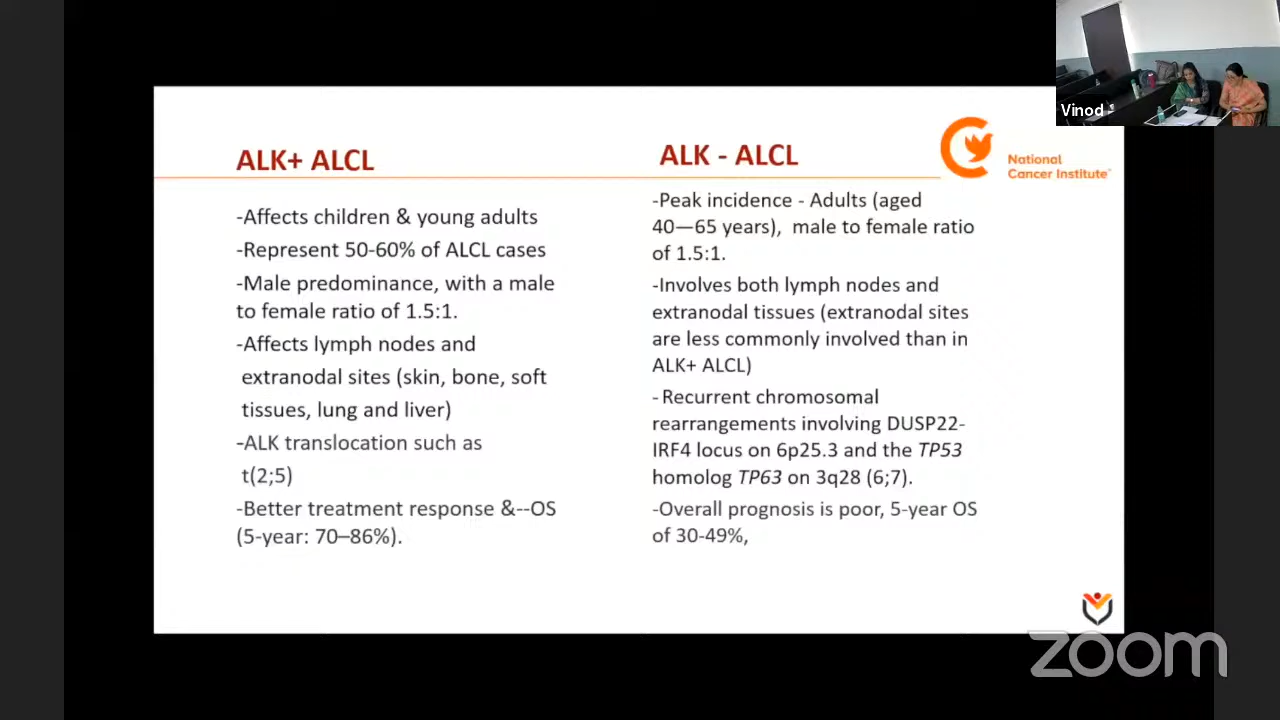 Vinod
ALK+ ALCL
-Affects children & young adults
-Represent 50-60% of ALCL cases
-Male predominance, with a male
to female ratio of 1.5:1.
-Affects lymph nodes and
extranodal sites (skin, bone, soft
tissues, lung and liver)
-ALK translocation such as
t(2;5)
-Better treatment response &--OS
(5-year: 70–86%).
ALK - ALCL
-Peak incidence - Adults (aged
40—65 years), male to female ratio
of 1.5:1.
-Involves both lymph nodes and
extranodal tissues (extranodal sites
are less commonly involved than in
ALK+ ALCL)
- Recurrent chromosomal
rearrangements involving DUSP22-
IRF4 locus on 6p25.3 and the TP53
homolog TP63 on 3q28 (6;7).
-Overall prognosis is poor, 5-year OS
of 30-49%,
National
Cancer Institute
zoom